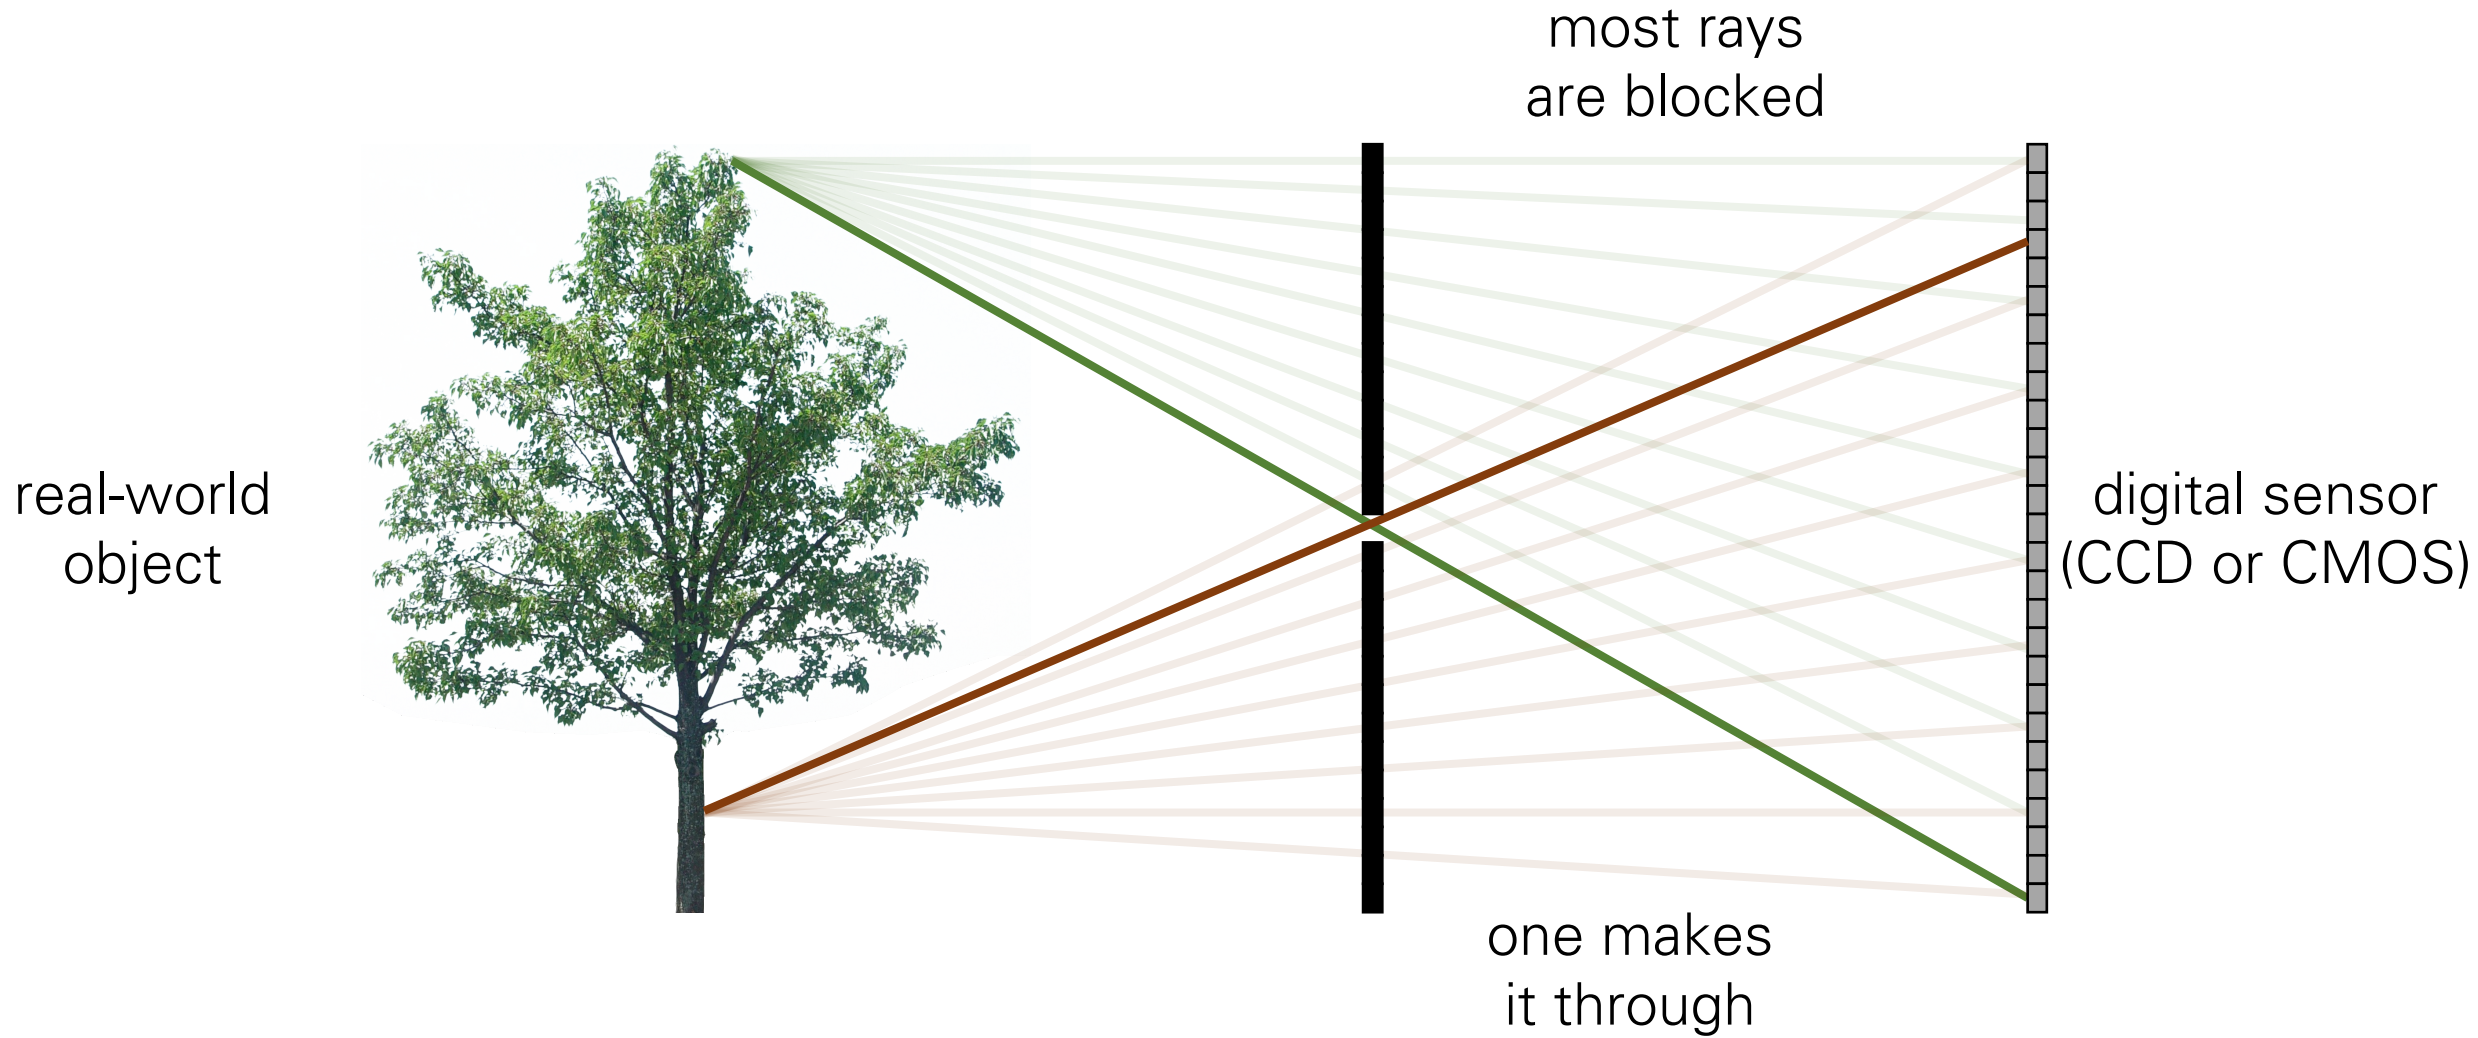 most rays
are blocked
real-world
object
digital sensor
(CCD or CMOS)
one makes
it through